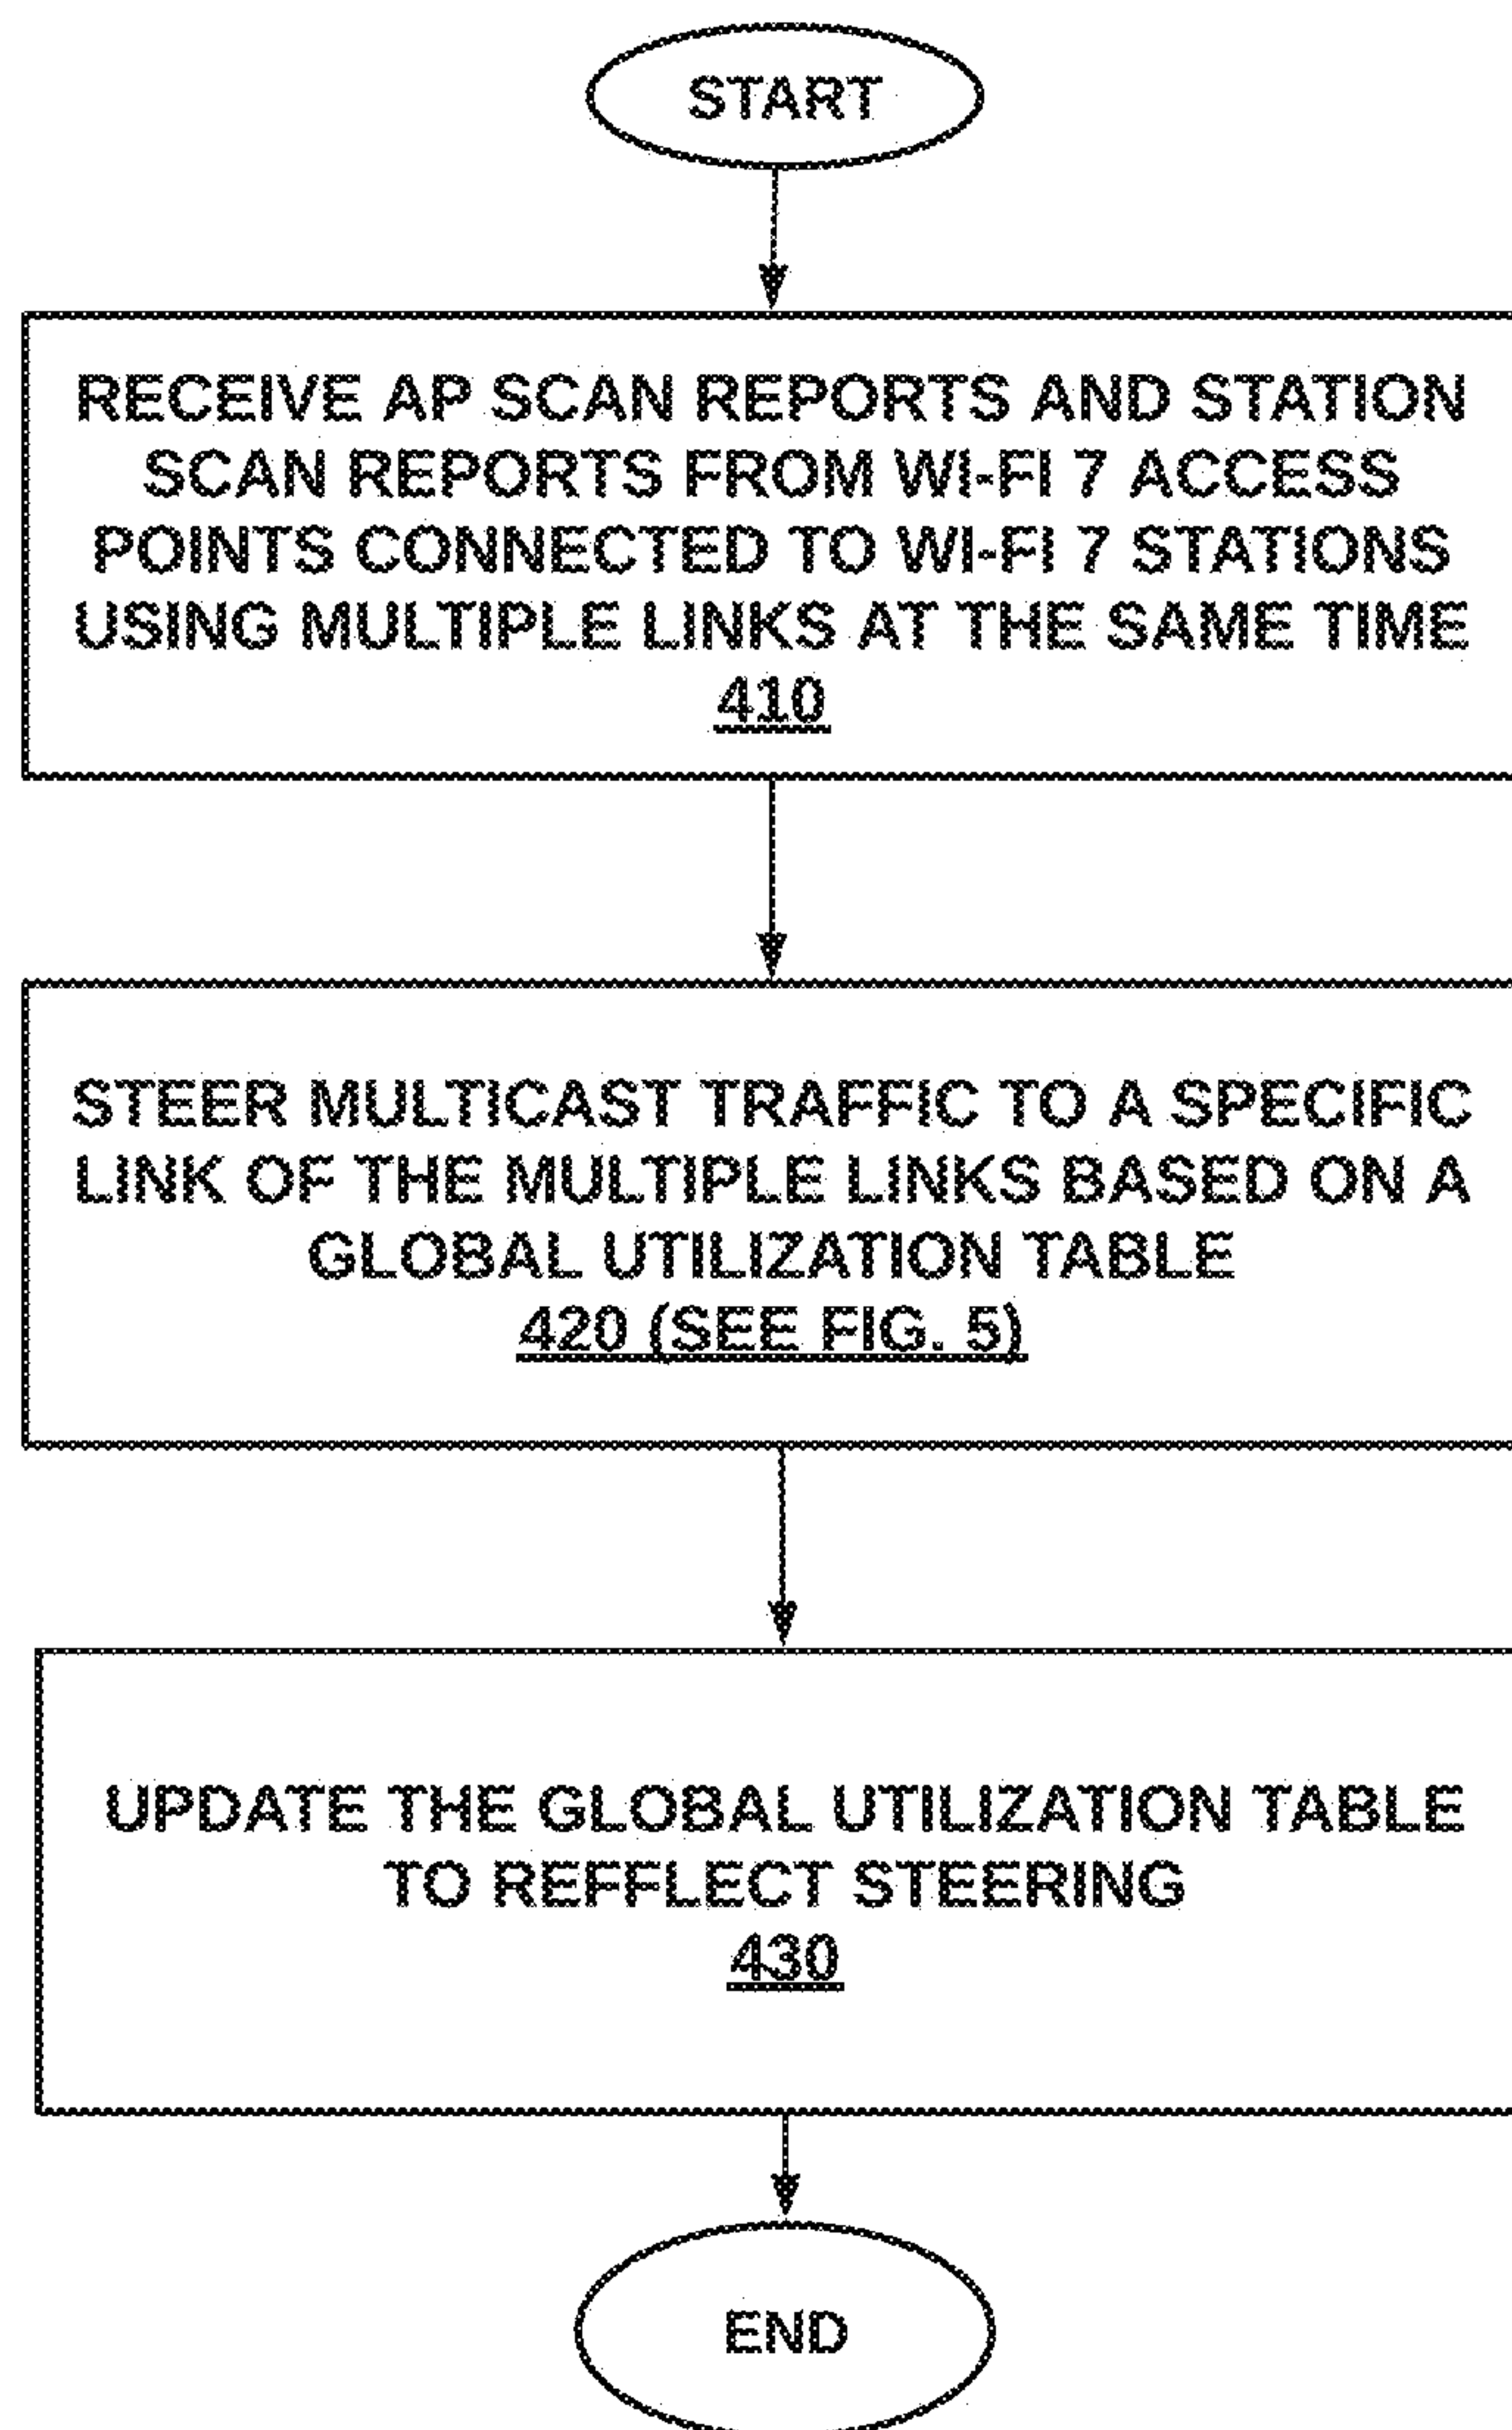 START
RECEIVE AP SCAN REPORTS AND STATION
SCAN REPORTS FROM WI-FI 7 ACCESS
POINTS CONNECTED TO WI-FI 7 STATIONS
USING MULTIPLE LINKS AT THE SAME TIME
410
STEER MULTICAST TRAFFIC TO A SPECIFIC
LINK OF THE MULTIPLE LINKS BASED ON A
GLOBAL UTILIZATION TABLE
420 (SEE FIG. 5)
UPDATE THE GLOBAL UTILIZATION TABLE
TO REFFLECT STEERING
430
END